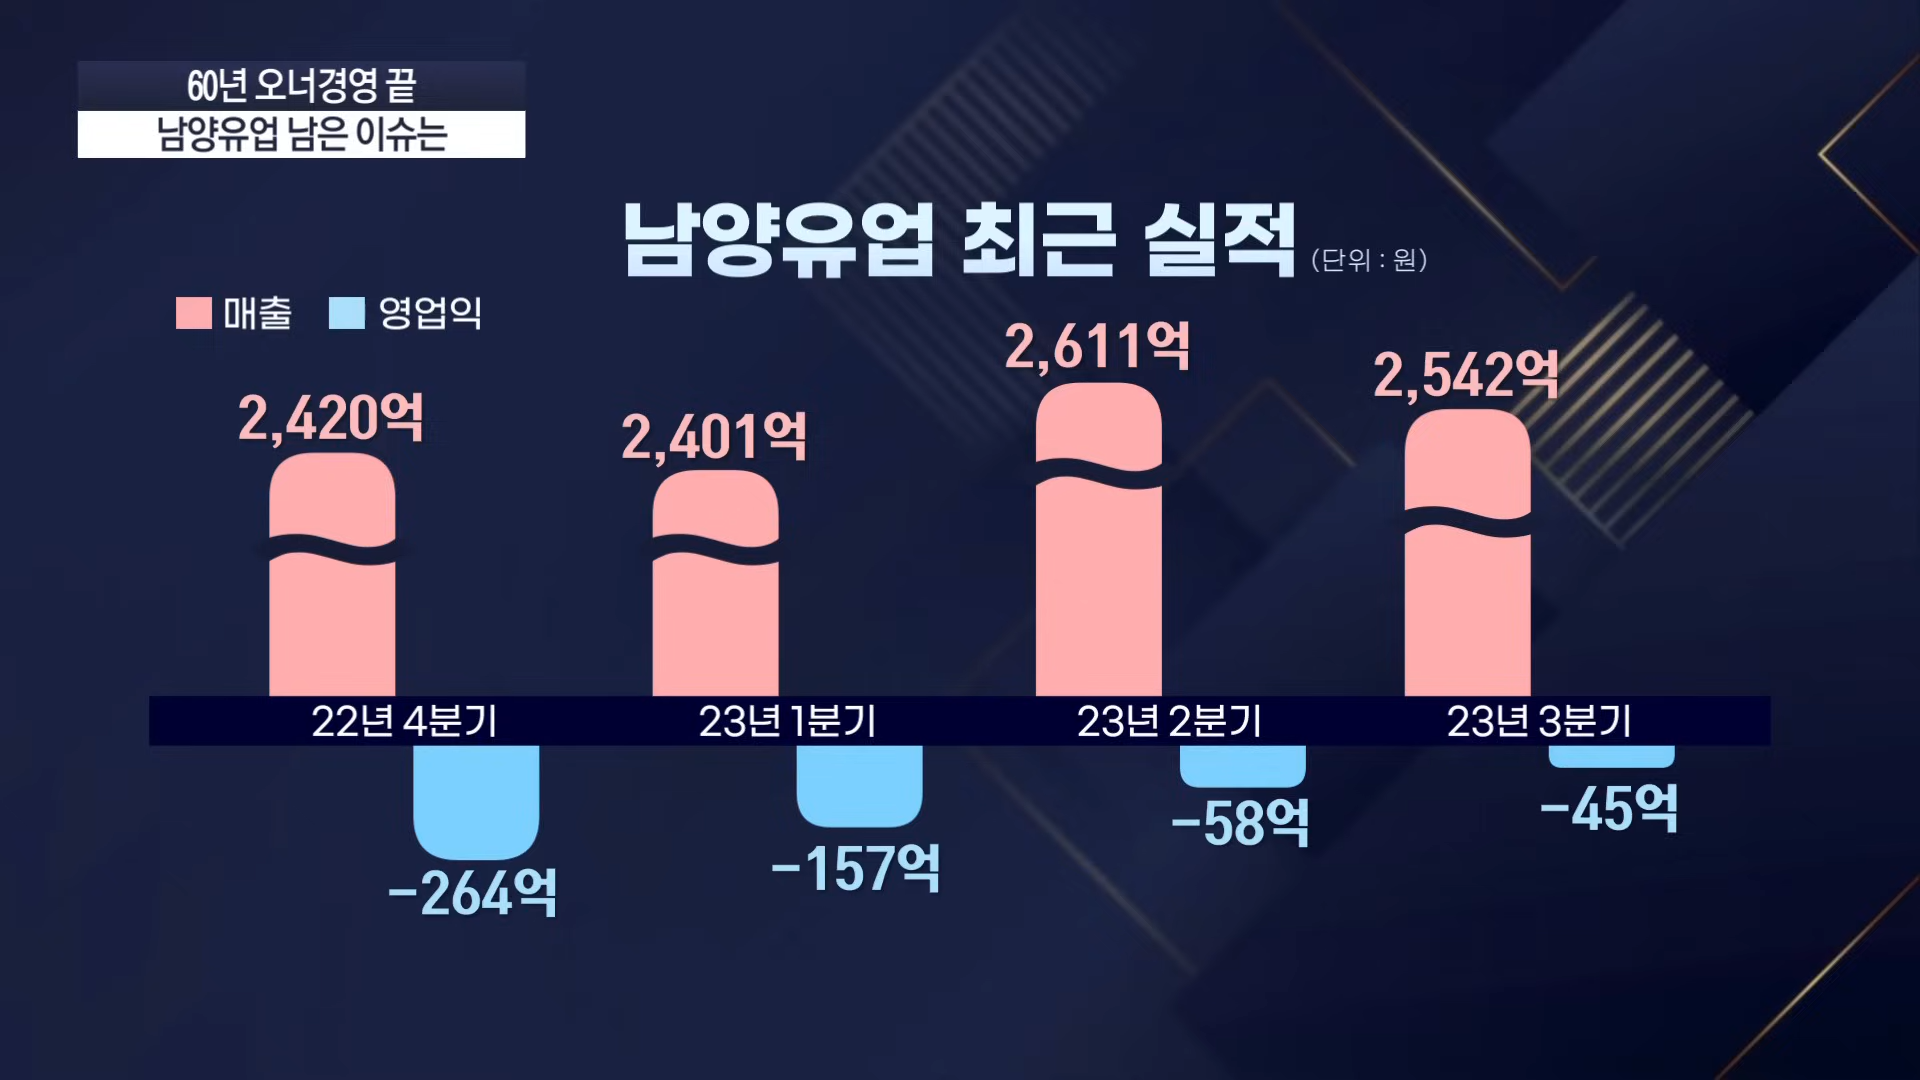 60년 오너경영 끝
남양유업 남은 이슈는
남양유업 최근 실적 (단위 : 원)
매출 영업익
2,420억 2,401억 2,611억 2,542억
22년 4분기 23년 1분기 23년 2분기 23년 3분기
-264억 -157억 -58억 -45억